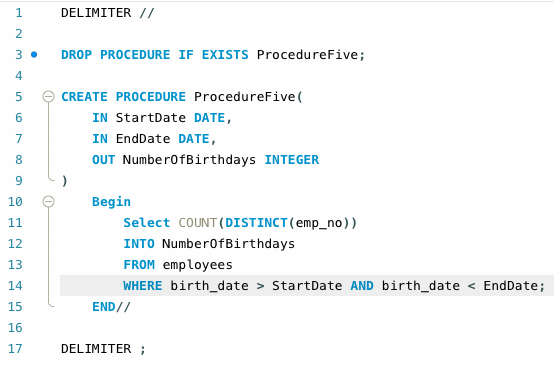 1 DELIMITER //
2
3 DROP PROCEDURE IF EXISTS ProcedureFive;
4
5 CREATE PROCEDURE ProcedureFive(
6 IN StartDate DATE,
7 IN EndDate DATE,
8 OUT NumberOfBirthdays INTEGER
9 )
10 Begin
11 Select COUNT(DISTINCT(emp_no))
12 INTO NumberOfBirthdays
13 FROM employees
14 WHERE birth_date > StartDate AND birth_date < EndDate;
15 END//
16
17 DELIMITER ;